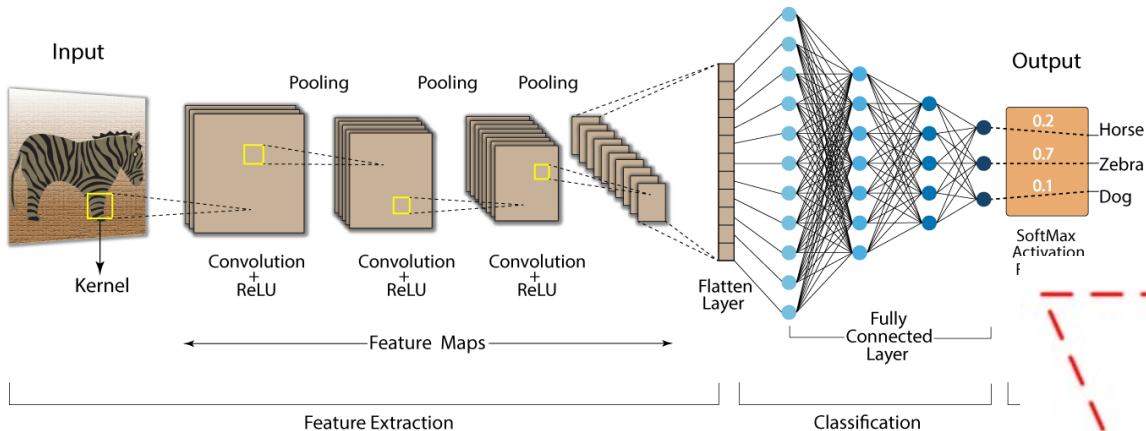 Input
Output
Pooling
Pooling
Pooling
0.2
Horse
0.7
Zebra
0.1
Dog
Kernel
Convolution
+
ReLU
Convolution
+
ReLU
Convolution
+
ReLU
Flatten
Layer
SoftMax
Activation
Feature Maps
Fully
Connected
Layer
Feature Extraction
Classification